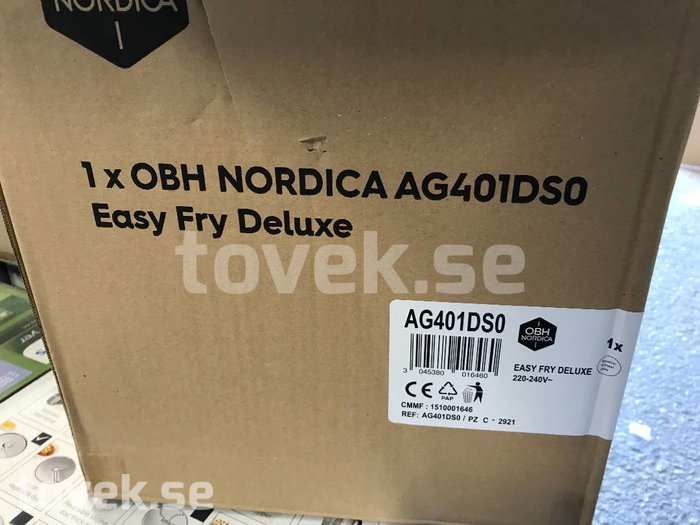 NORDICA
1 x OBH NORDICA AG401DS0
Easy Fry Deluxe
tovek.se
AG401DS0
OBH
NORDICA
1x
3 045380 016460
EASY FRY DELUXE
220-240V~
CE
PAP
CMMF : 1510001646
REF: AG401DS0 / PZ C - 2921
tovek.se